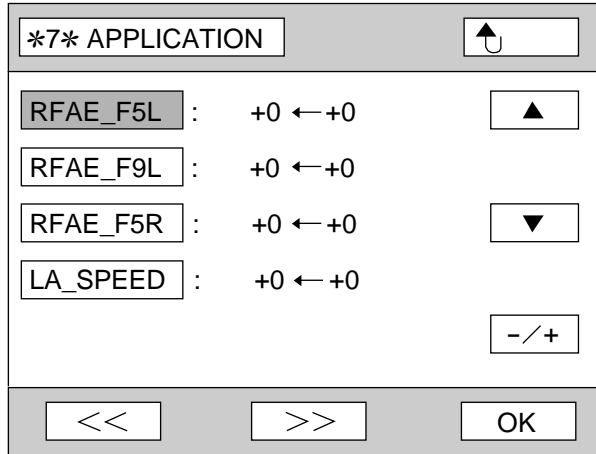 *7* APPLICATION
RFAE_F5L : +0 ←+0 ▲
RFAE_F9L : +0 ←+0
RFAE_F5R : +0 ←+0 ▼
LA_SPEED : +0 ←+0
-/+
<< >> OK